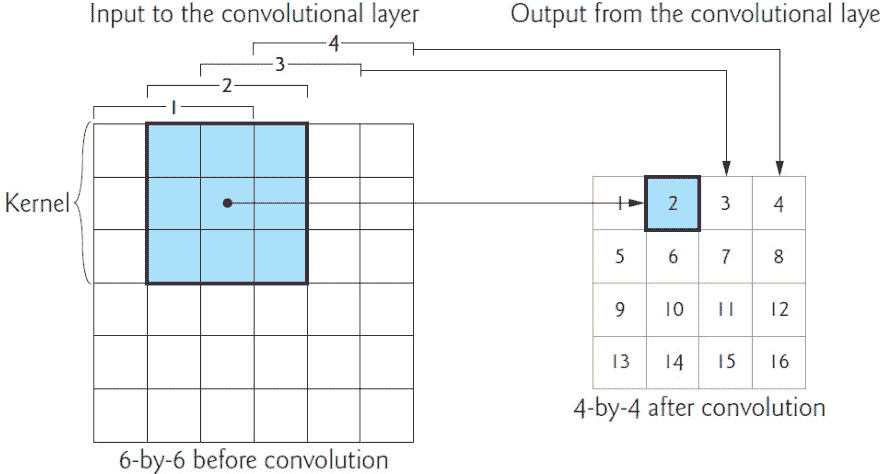 Input to the convolutional layer
Output from the convolutional laye
4
3
2
1
Kernel
1 2 3 4
5 6 7 8
9 10 11 12
13 14 15 16
4-by-4 after convolution
6-by-6 before convolution